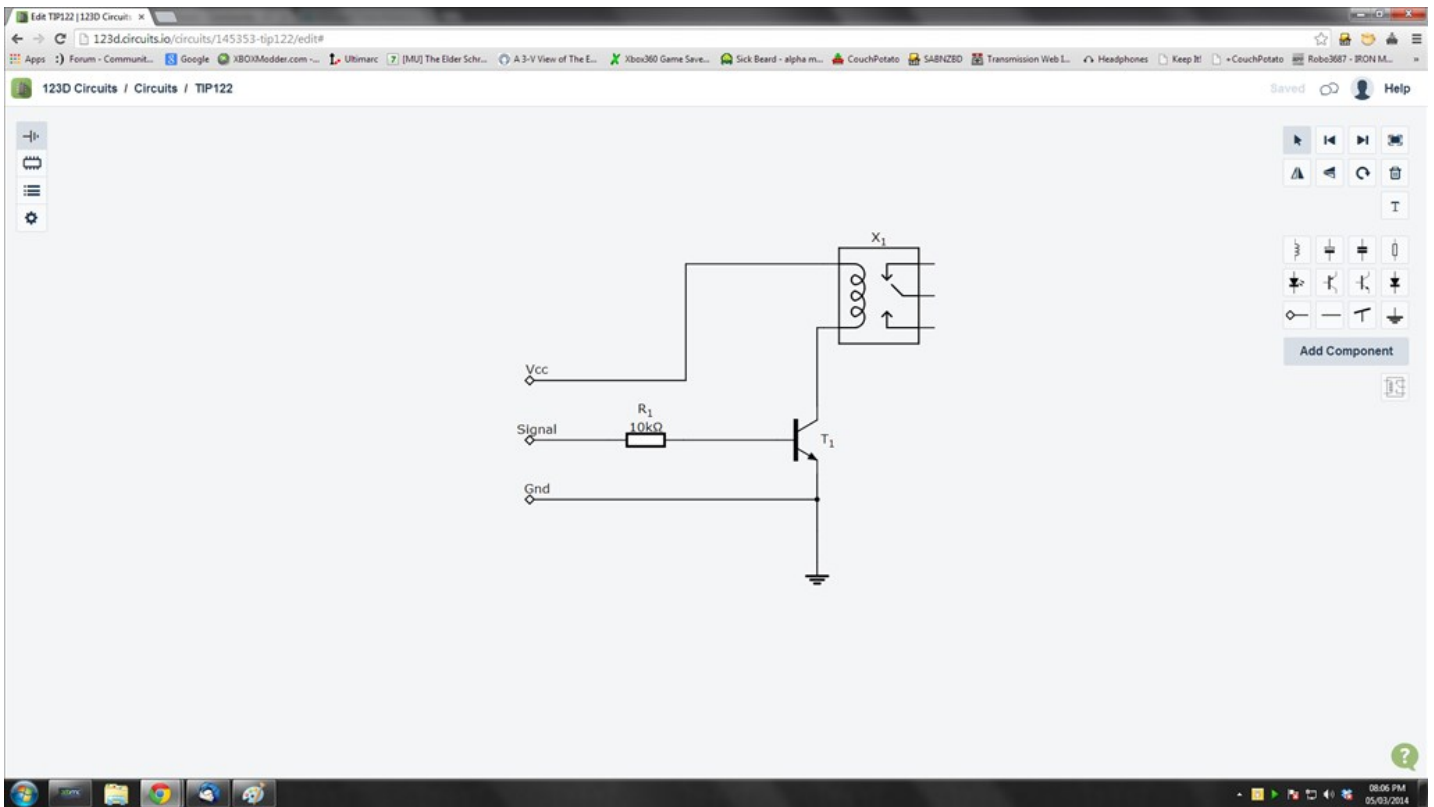 Edit TIP122 | 123D Circuit: ×
123d.circuits.io/circuits/145353-tip122/edit#
Apps :) Forum - Communit... Google XBOXModder.com -... Ultimarc [MU] The Elder Schr... A 3-V View of The E... Xbox360 Game Save... Sick Beard - alpha m... CouchPotato SABNZBD Transmission Web I... Headphones Keep It! + CouchPotato Robo3687 - IRON M... »
123D Circuits / Circuits / TIP122 Saved Help
T
X1
Vcc
R1
10kΩ
Signal
T1
Gnd
Add Component
?
08:06 PM
05/03/2014